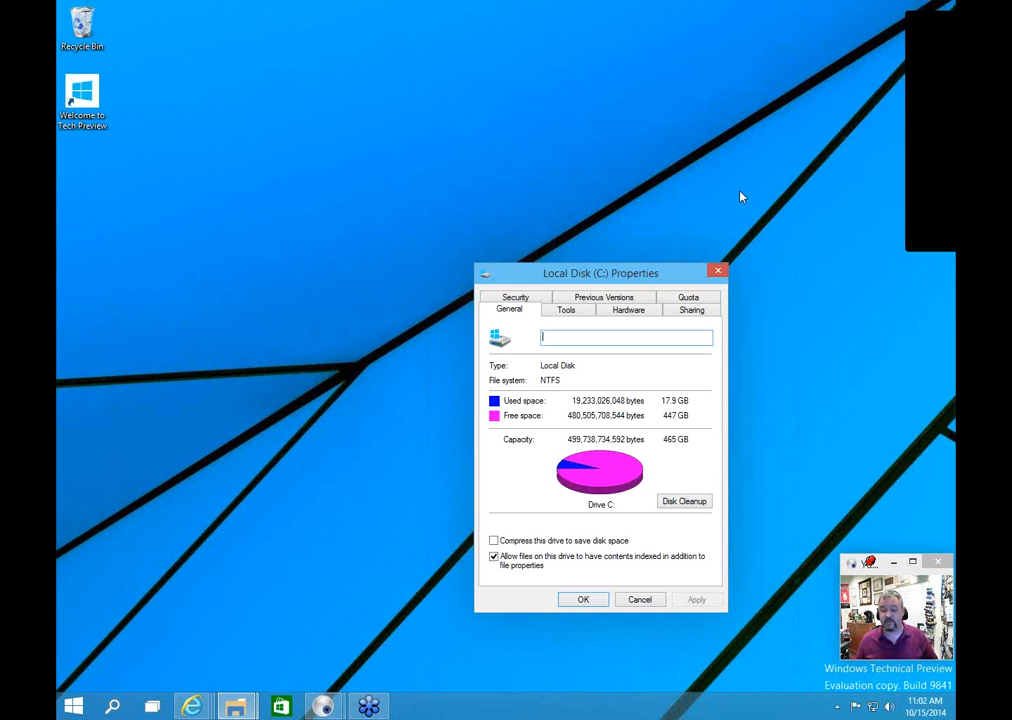 Recycle Bin
Welcome to
Tech Preview
Local Disk (C:) Properties
Security
Previous Versions
Quota
General
Tools
Hardware
Sharing
Type: Local Disk
File system: NTFS
Used space: 19,233,026,048 bytes 17.9 GB
Free space: 480,505,708,544 bytes 447 GB
Capacity: 499,738,734,592 bytes 465 GB
Drive C:
Disk Cleanup
Compress this drive to save disk space
Allow files on this drive to have contents indexed in addition to
file properties
OK
Cancel
Apply
Windows Technical Preview
Evaluation copy. Build 9841
11:02 AM
10/15/2014